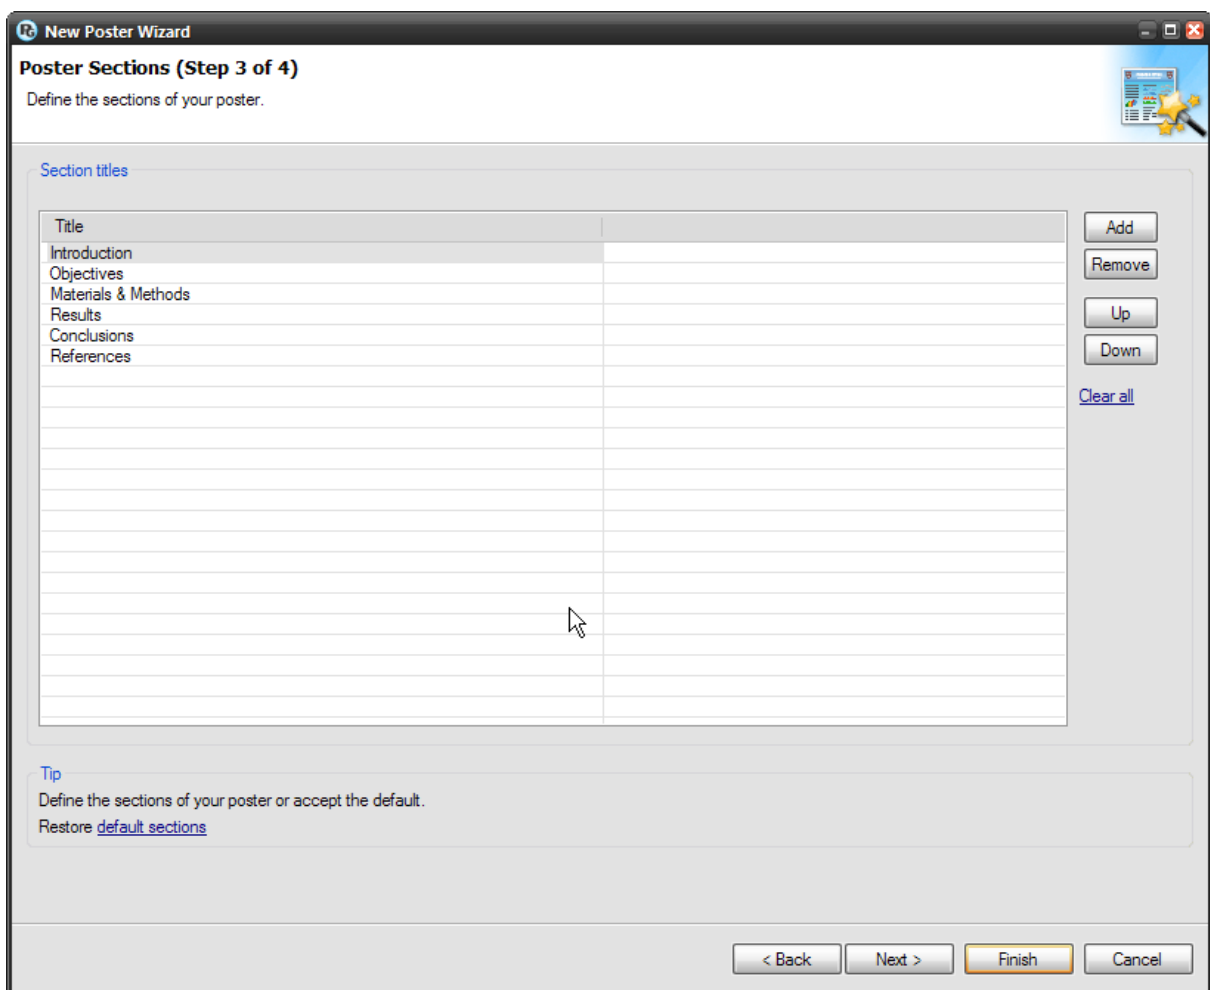 New Poster Wizard
Poster Sections (Step 3 of 4)
Define the sections of your poster.
Section titles
Title
Introduction
Objectives
Materials & Methods
Results
Conclusions
References
Add
Remove
Up
Down
Clear all
Tip
Define the sections of your poster or accept the default.
Restore default sections
< Back
Next >
Finish
Cancel